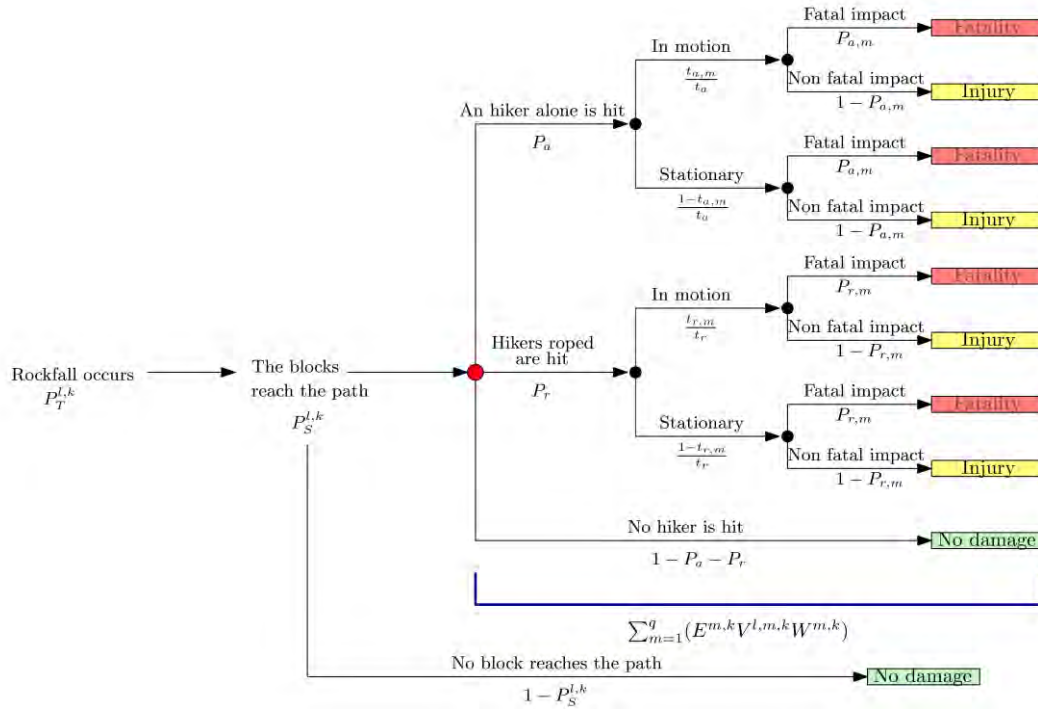 Fatal impact
P_{a,m}
Fatality
In motion
\frac{t_{a,m}}{t_a}
Non fatal impact
1 − P_{a,m}
Injury
An hiker alone is hit
P_a
Fatal impact
P_{a,m}
Fatality
Stationary
\frac{1−t_{a,m}}{t_a}
Non fatal impact
1 − P_{a,m}
Injury
Fatal impact
P_{r,m}
Fatality
In motion
\frac{t_{r,m}}{t_r}
Non fatal impact
1 − P_{r,m}
Injury
Hikers roped
are hit
P_r
Rockfall occurs
P_T^{l,k}
The blocks
reach the path
P_S^{l,k}
Fatal impact
P_{r,m}
Fatality
Stationary
\frac{1−t_{r,m}}{t_r}
Non fatal impact
1 − P_{r,m}
Injury
No hiker is hit
1 − P_a − P_r
No damage
\sum_{m=1}^{q}(E^{m,k}V^{l,m,k}W^{m,k})
No block reaches the path
1 − P_S^{l,k}
No damage